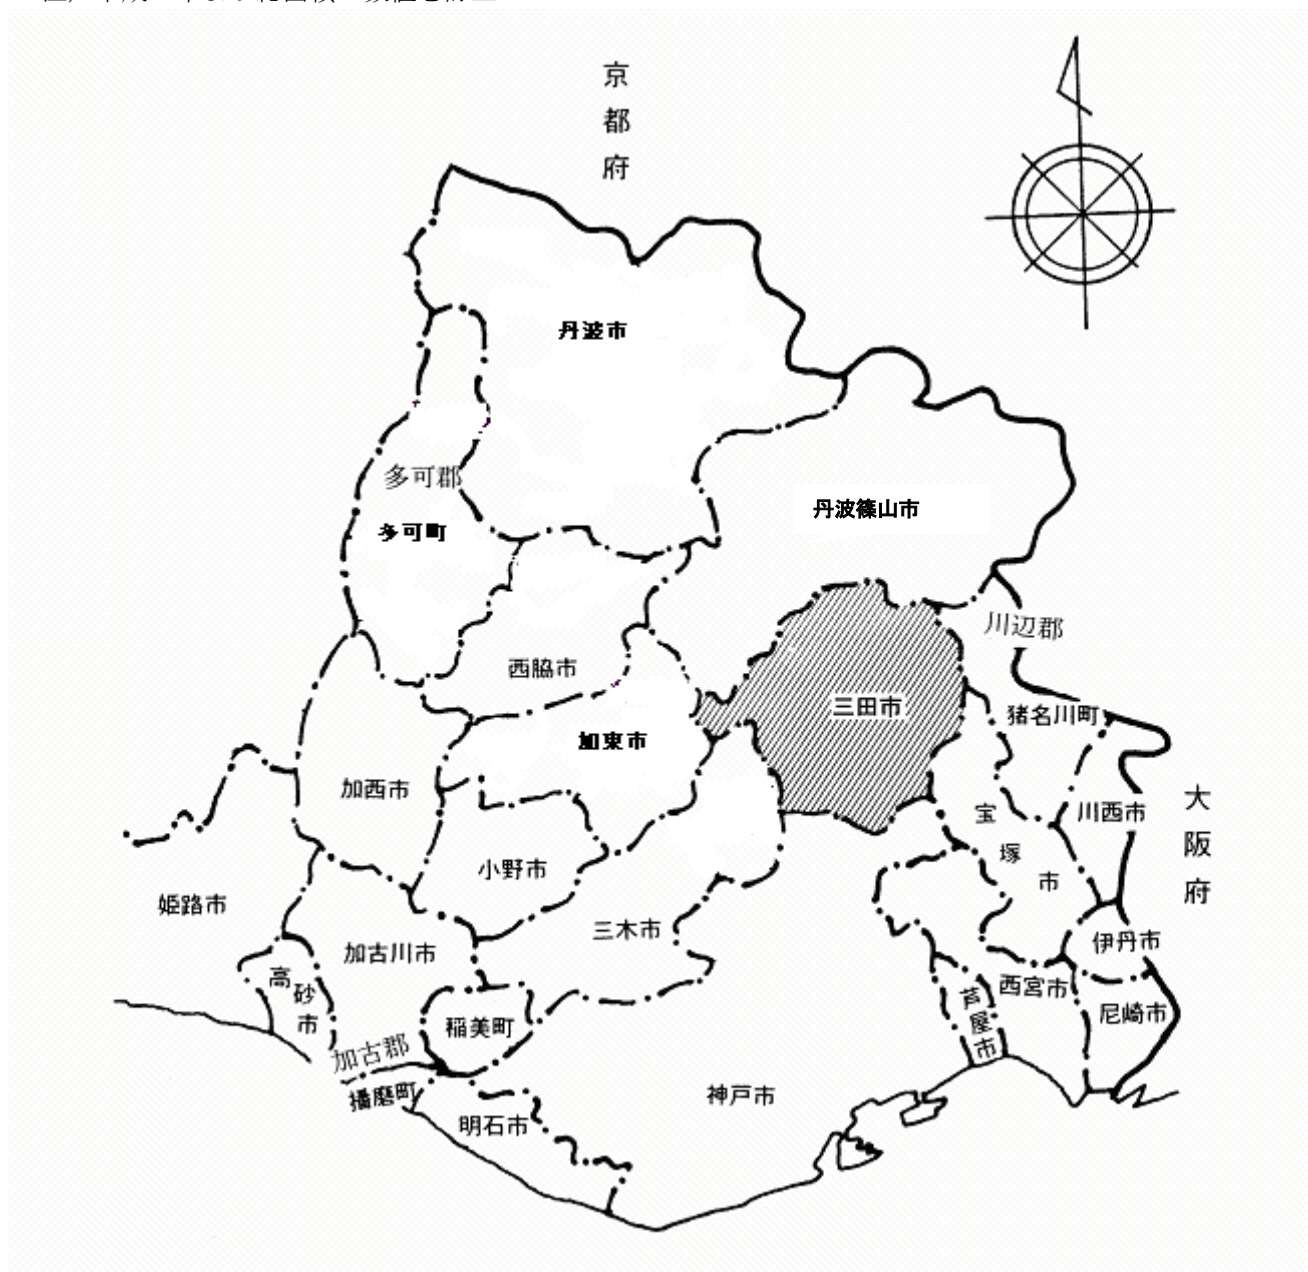 京都府
丹波市
多可郡
多可町
丹波篠山市
川辺郡
西脇市
三田市
猪名川町
加東市
加西市
大阪府
宝塚市
川西市
小野市
姫路市
三木市
加古川市
伊丹市
高砂市
西宮市
芦屋市
稲美町
尼崎市
加古郡
播磨町
神戸市
明石市